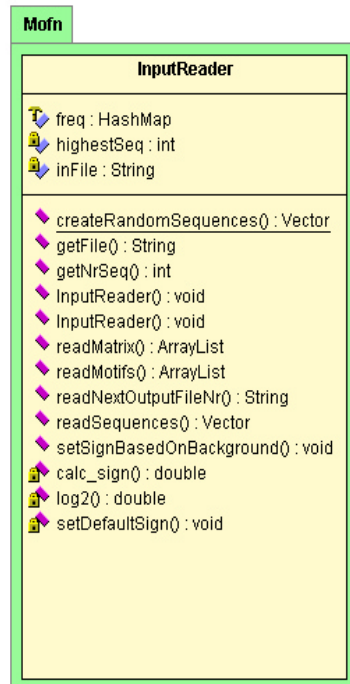 Mofn
InputReader
freq : HashMap
highestSeq : int
inFile : String
createRandomSequences() : Vector
getFile() : String
getNrSeq() : int
InputReader() : void
InputReader() : void
readMatrix() : ArrayList
readMotifs() : ArrayList
readNextOutputFileNr() : String
readSequences() : Vector
setSignBasedOnBackground() : void
calc_sign() : double
log2() : double
setDefaultSign() : void